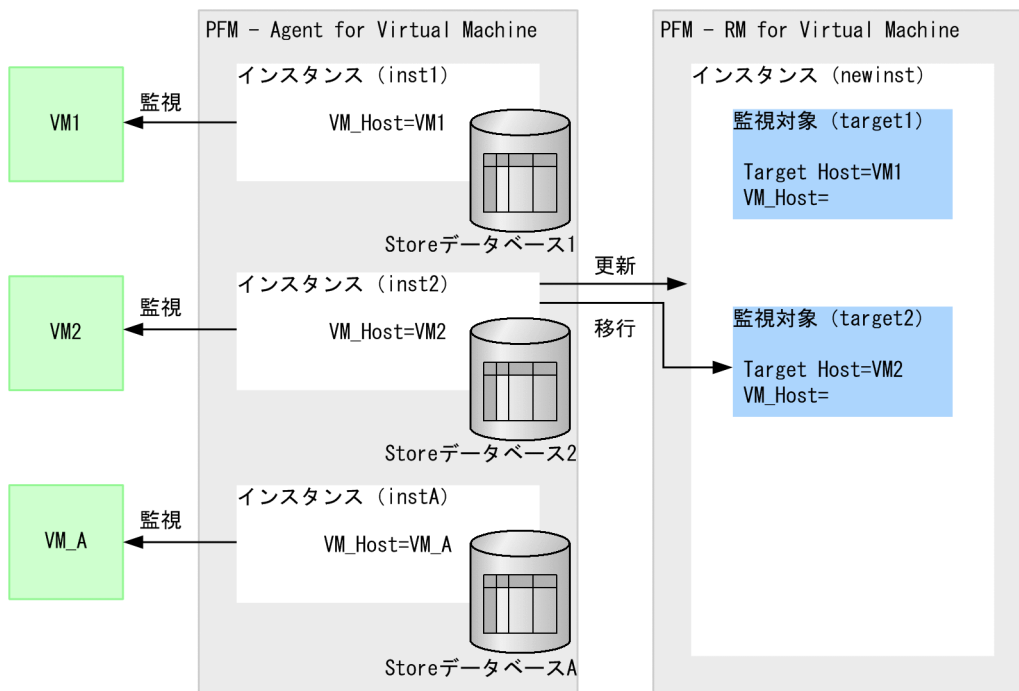 PFM - Agent for Virtual Machine
PFM - RM for Virtual Machine
インスタンス (inst1)
VM_Host=VM1
Storeデータベース1
VM1
監視
インスタンス (inst2)
VM_Host=VM2
Storeデータベース2
VM2
監視
インスタンス (instA)
VM_Host=VM_A
StoreデータベースA
VM_A
監視
更新
移行
インスタンス (newinst)
監視対象 (target1)
Target Host=VM1
VM_Host=
監視対象 (target2)
Target Host=VM2
VM_Host=